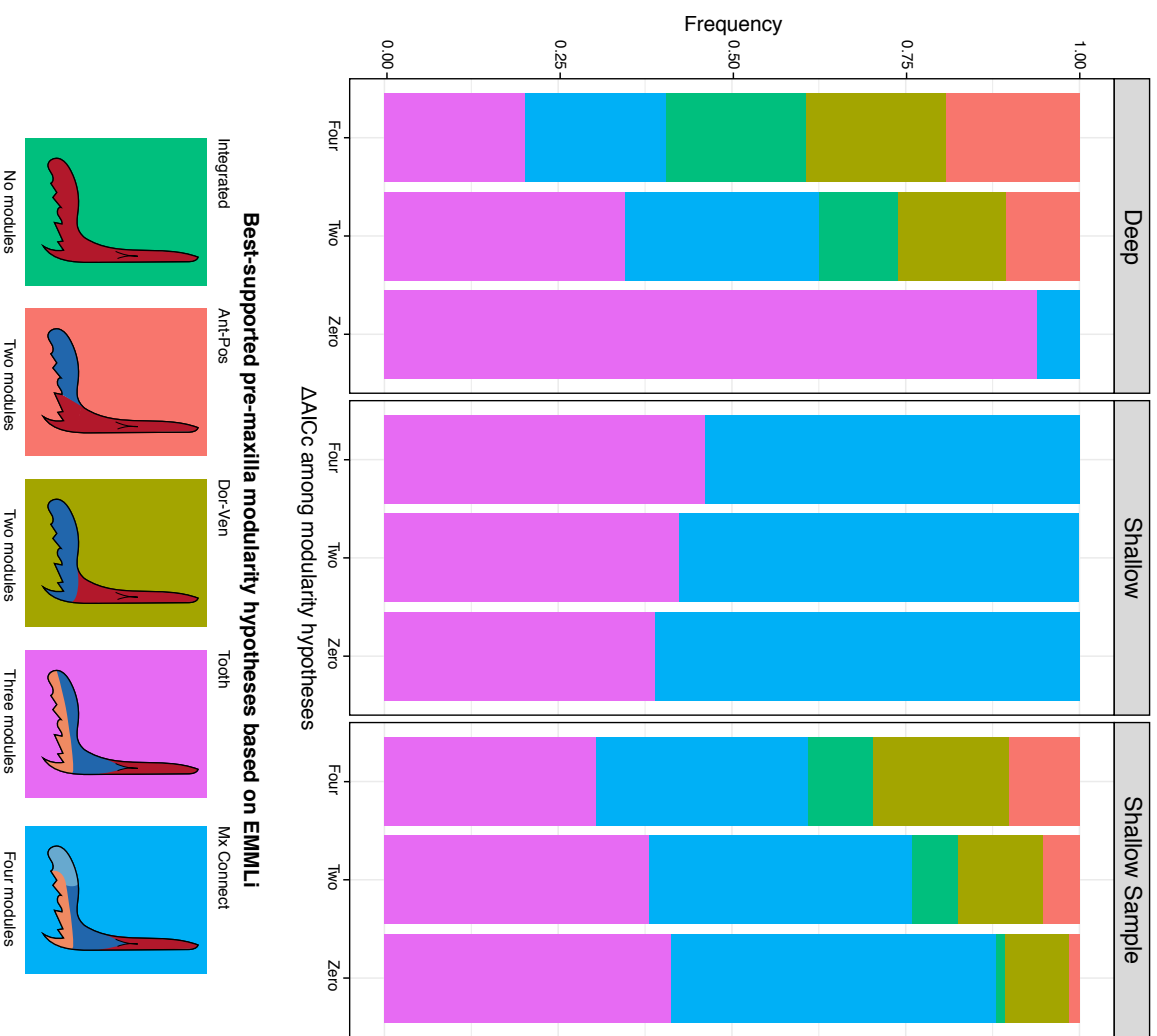 Deep
Shallow
Shallow Sample
Frequency
1.00
0.75
0.50
0.25
0.00
Four
Two
Zero
Four
Two
Zero
Four
Two
Zero
ΔAICc among modularity hypotheses
Best-supported pre-maxilla modularity hypotheses based on EMMLi
Integrated
Ant-Pos
Dor-Ven
Tooth
Mx Connect
No modules
Two modules
Two modules
Three modules
Four modules